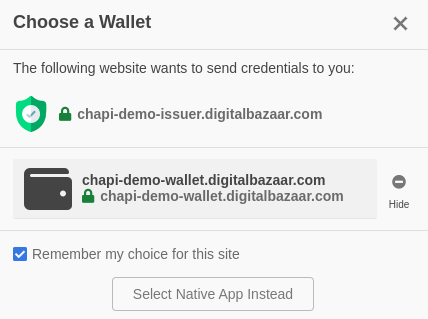 Choose a Wallet
The following website wants to send credentials to you:
chapi-demo-issuer.digitalbazaar.com
chapi-demo-wallet.digitalbazaar.com
chapi-demo-wallet.digitalbazaar.com
Hide
Remember my choice for this site
Select Native App Instead